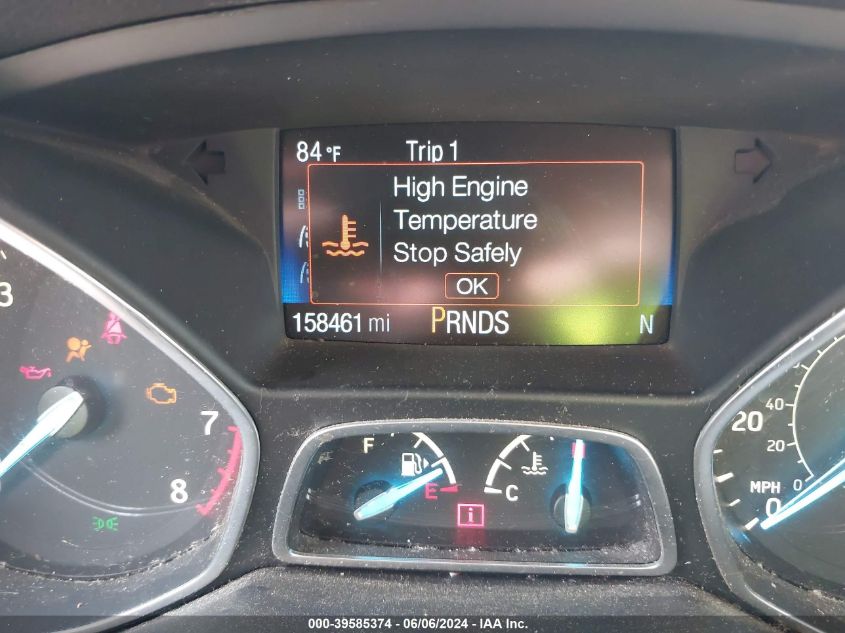 84 °F Trip 1
High Engine
Temperature
Stop Safely
OK
158461 mi PRNDS N
3
7
8
F
E
i
C
40
20
20
0
MPH
0
000-39585374 / 06/06/2024 - IAA Inc.